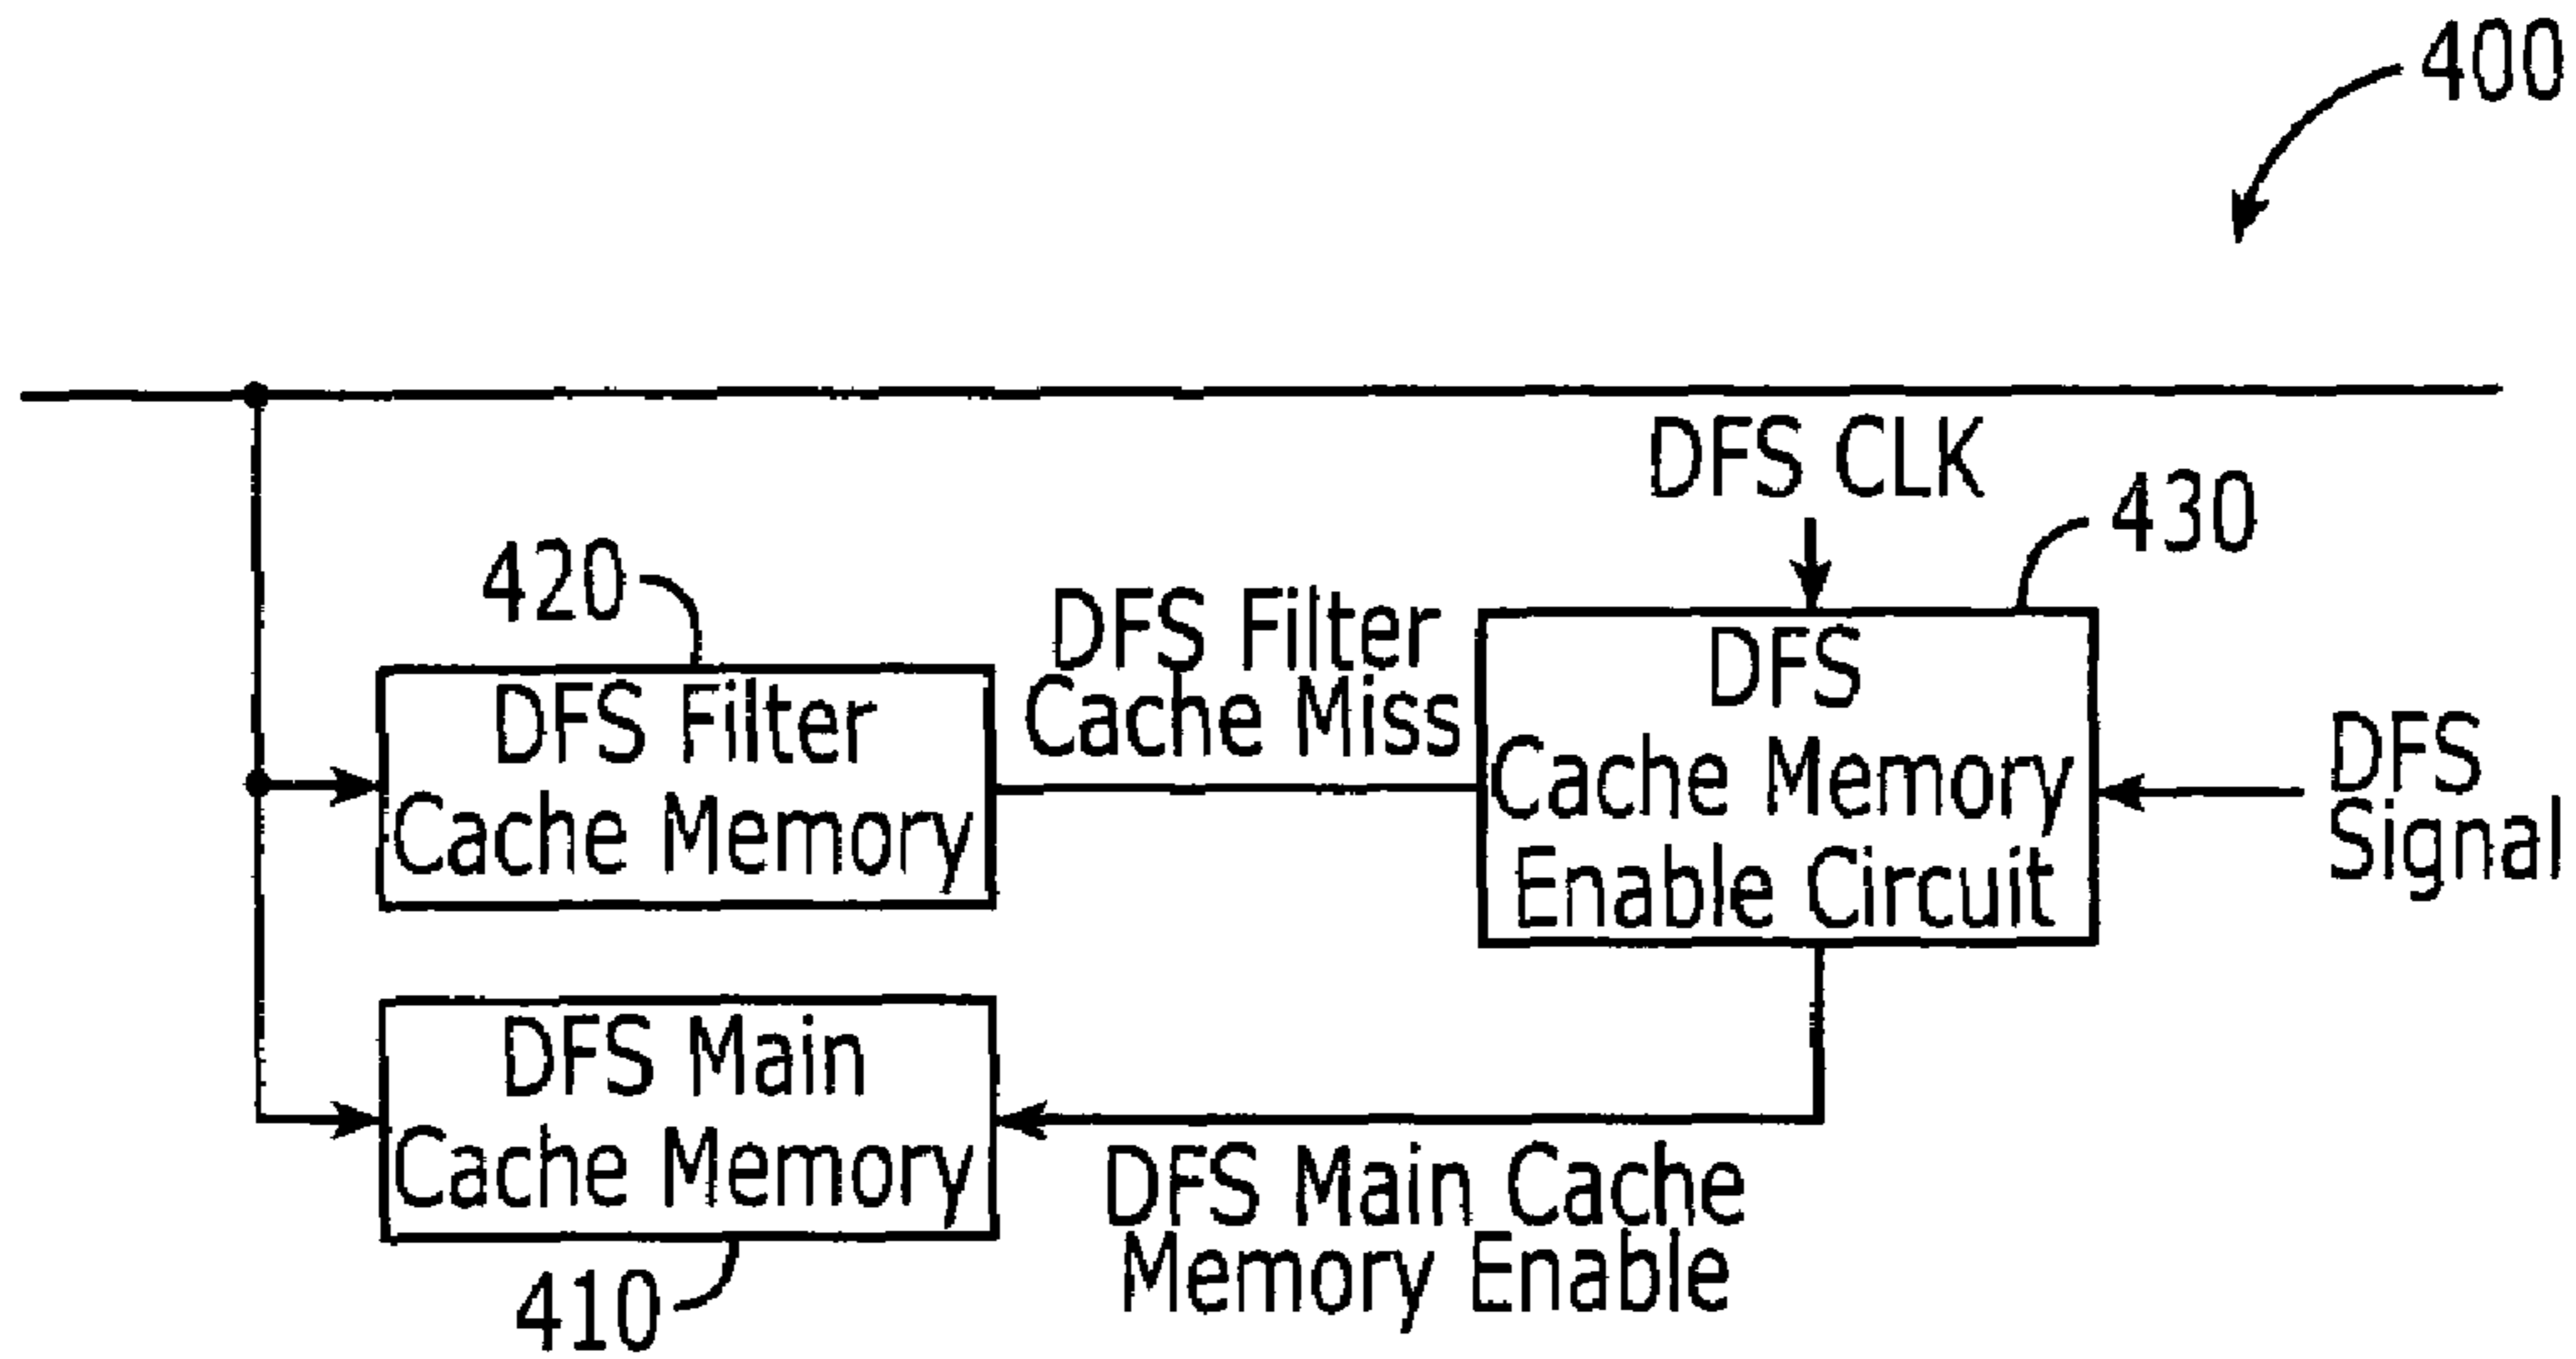 400
DFS CLK
430
420
DFS Filter
Cache Miss
DFS Filter
Cache Memory
DFS
Cache Memory
Enable Circuit
DFS
Signal
DFS Main
Cache Memory
DFS Main Cache
Memory Enable
410